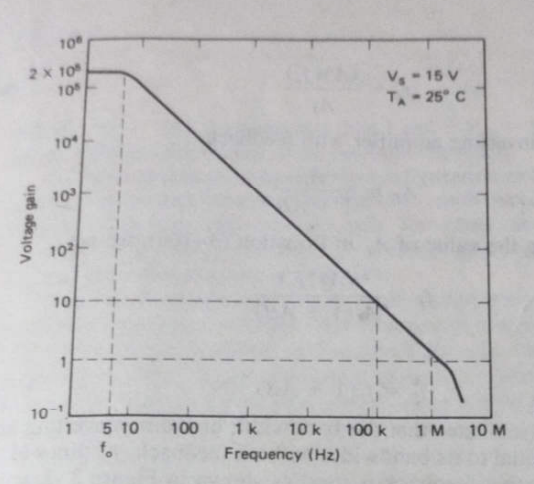 10⁶
2 × 10⁵
10⁵
10⁴
10³
10²
10
1
10⁻¹
Voltage gain
V_S = 15 V
T_A = 25° C
1 5 10 100 1 k 10 k 100 k 1 M 10 M
f_o
Frequency (Hz)